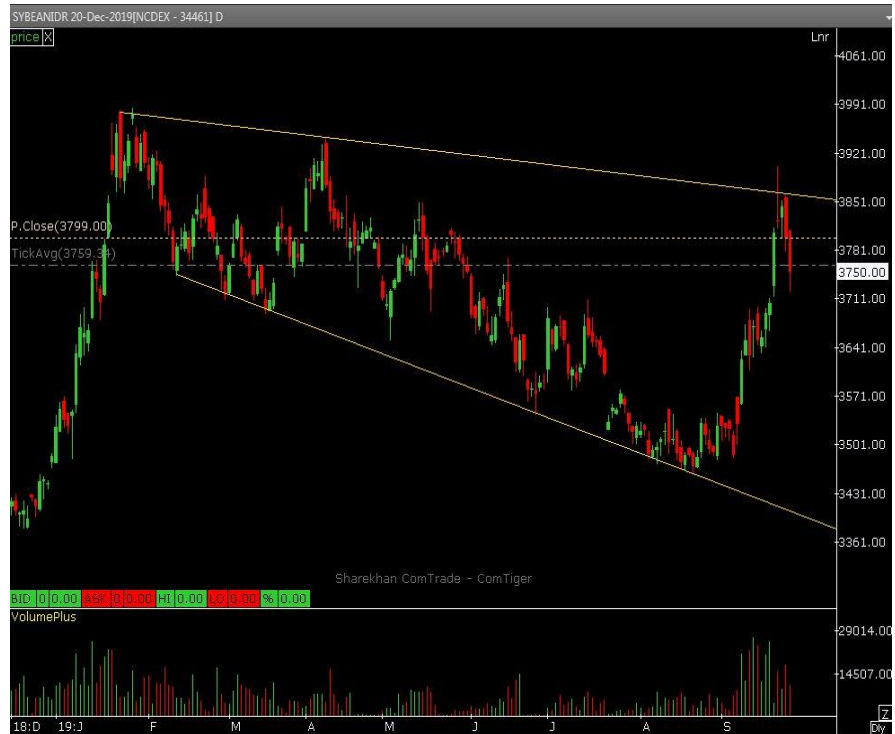 SYBEANIDR 20-Dec-2019[NCDEX - 34461] D
price X
Lnr
4061.00
3991.00
3921.00
3851.00
P.Close(3799.00)
TickAvg(3759.34)
3781.00
3750.00
3711.00
3641.00
3571.00
3501.00
3431.00
3361.00
Sharekhan ComTrade - ComTiger
BID 0 0.00 ASK 0 0.00 HI 0.00 LO 0.00 % 0.00
VolumePlus
29014.00
14507.00
Z
18:D 19:J F M A M J J A S Div